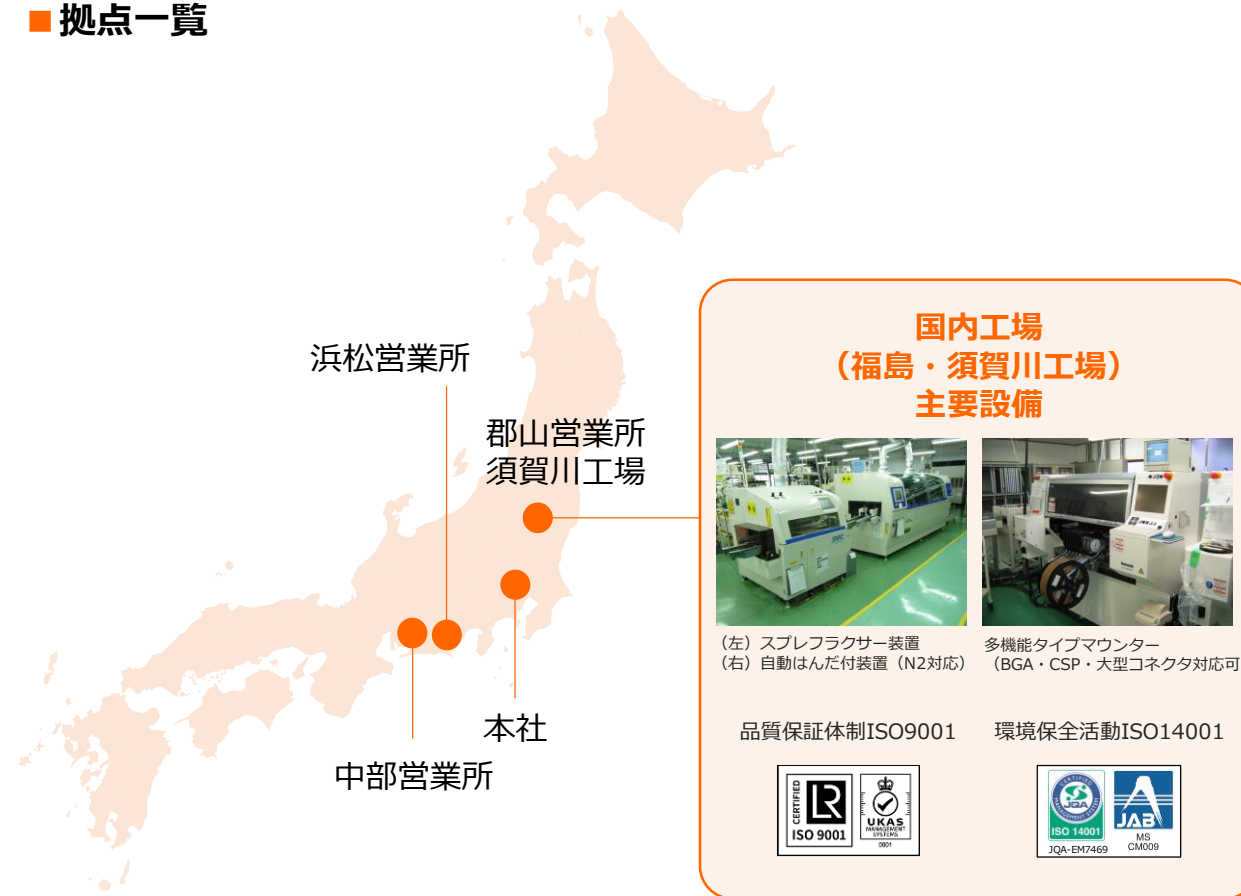 ■拠点一覧
浜松営業所
郡山営業所
須賀川工場
本社
中部営業所
国内工場
（福島・須賀川工場）
主要設備
（左）スプレフラクサー装置
（右）自動はんだ付装置（N2対応）
多機能タイプマウンター
（BGA・CSP・大型コネクタ対応可
品質保証体制ISO9001
環境保全活動ISO14001
CERTIFIED
LR
ISO 9001
UKAS
MANAGEMENT
SYSTEMS
0001
JQA
ISO 14001
JQA-EM7469
JAB
MS
CM009